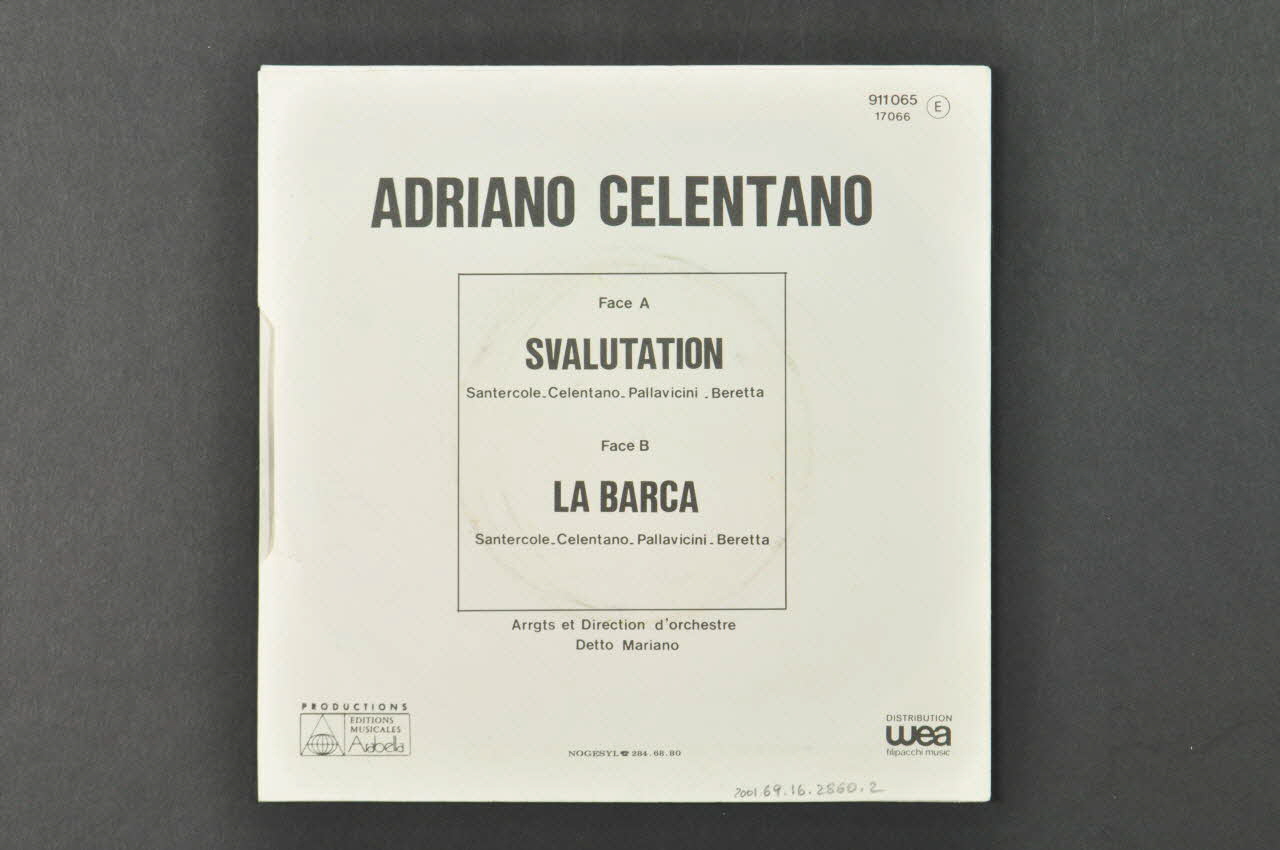 911065 E
17066
ADRIANO CELENTANO
Face A
SVALUTATION
Santercole_Celentano_Pallavicini_Beretta
Face B
LA BARCA
Santercole_Celentano_Pallavicini_Beretta
Arrgts et Direction d'orchestre
Detto Mariano
PRODUCTIONS
EDITIONS
MUSICALES
Arabella
NOGESYL ☎ 284.68.80
DISTRIBUTION
wea
filipacchi music
2001.69.16.2860.2